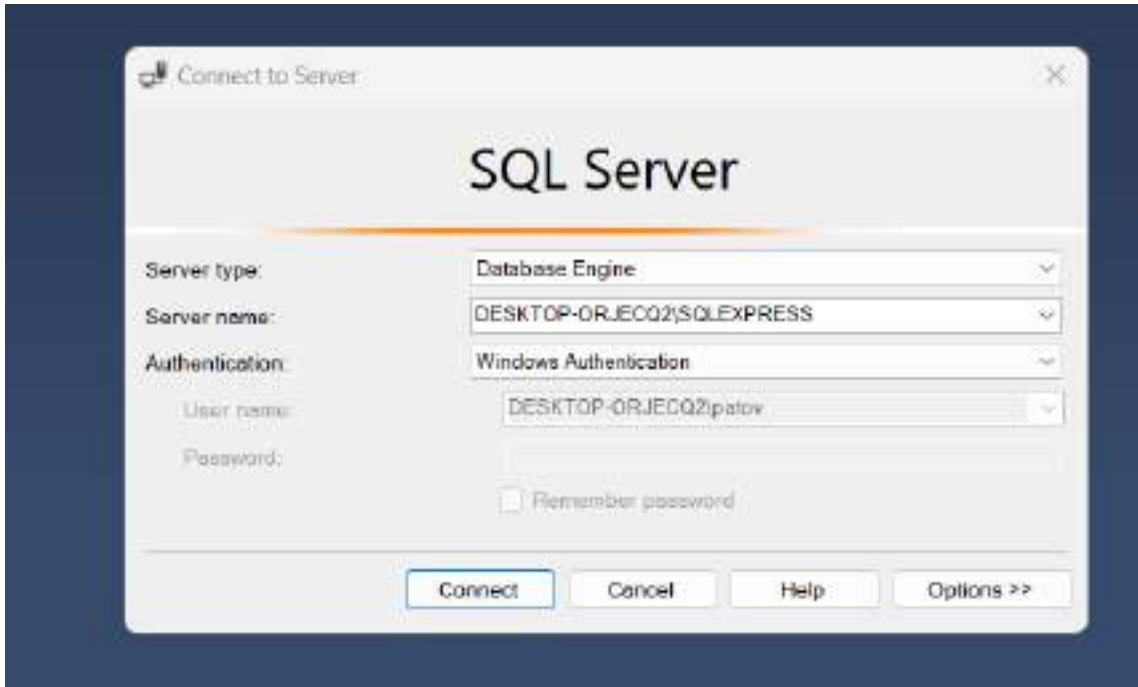 Connect to Server
SQL Server
Server type: Database Engine
Server name: DESKTOP-ORJECQ2\SQLEXPRESS
Authentication: Windows Authentication
User name: DESKTOP-ORJECQ2\patov
Password:
Remember password
Connect Cancel Help Options >>